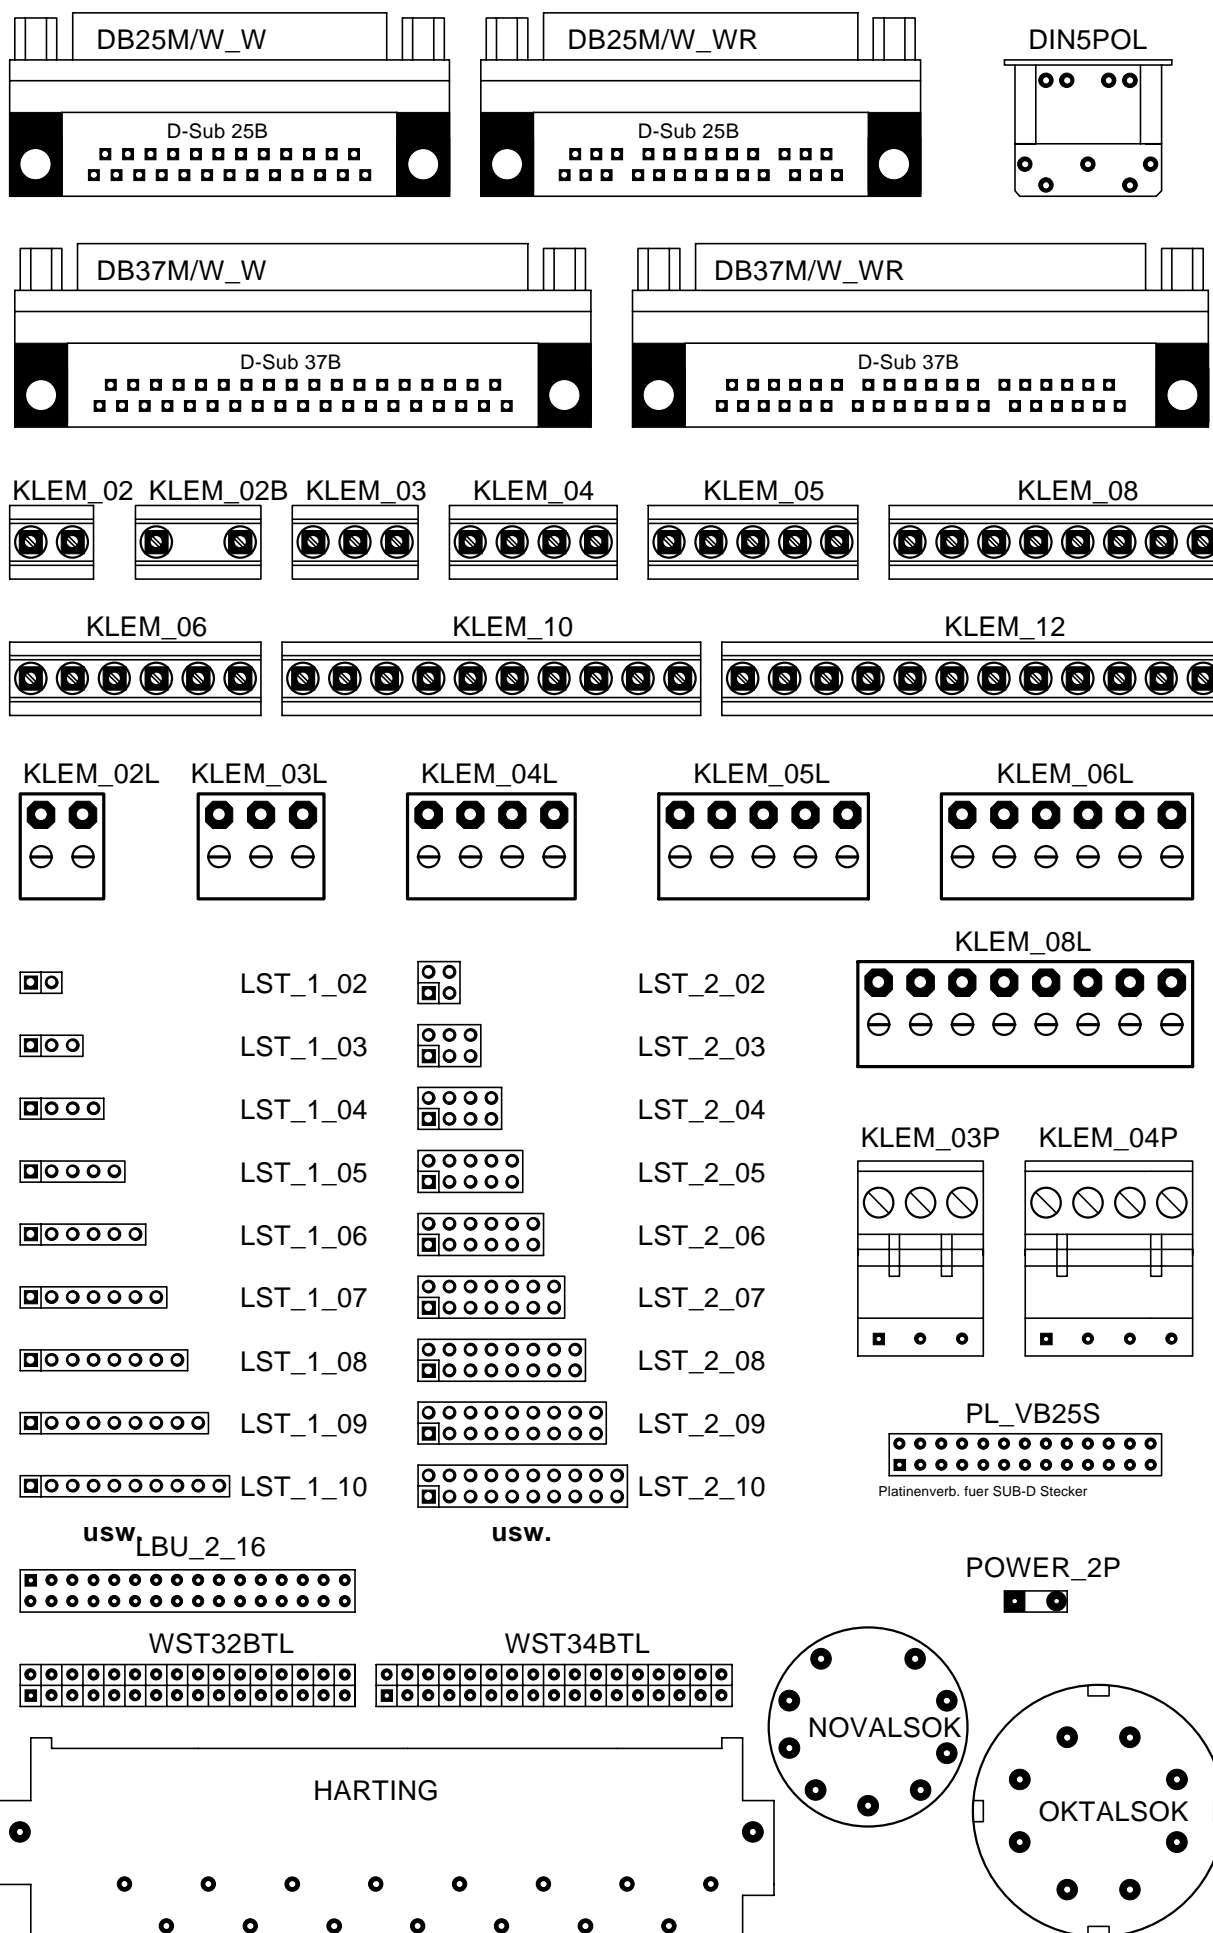 DB25M/W_W
DB25M/W_WR
DIN5POL
D-Sub 25B
D-Sub 25B
DB37M/W_W
DB37M/W_WR
D-Sub 37B
D-Sub 37B
KLEM_02
KLEM_02B
KLEM_03
KLEM_04
KLEM_05
KLEM_08
KLEM_06
KLEM_10
KLEM_12
KLEM_02L
KLEM_03L
KLEM_04L
KLEM_05L
KLEM_06L
KLEM_08L
LST_1_02
LST_2_02
LST_1_03
LST_2_03
LST_1_04
LST_2_04
KLEM_03P
KLEM_04P
LST_1_05
LST_2_05
LST_1_06
LST_2_06
LST_1_07
LST_2_07
LST_1_08
LST_2_08
LST_1_09
LST_2_09
PL_VB25S
LST_1_10
LST_2_10
Platinenverb. fuer SUB-D Stecker
usw.
usw.
LBU_2_16
POWER_2P
WST32BTL
WST34BTL
NOVALSOK
HARTING
OKTALSOK